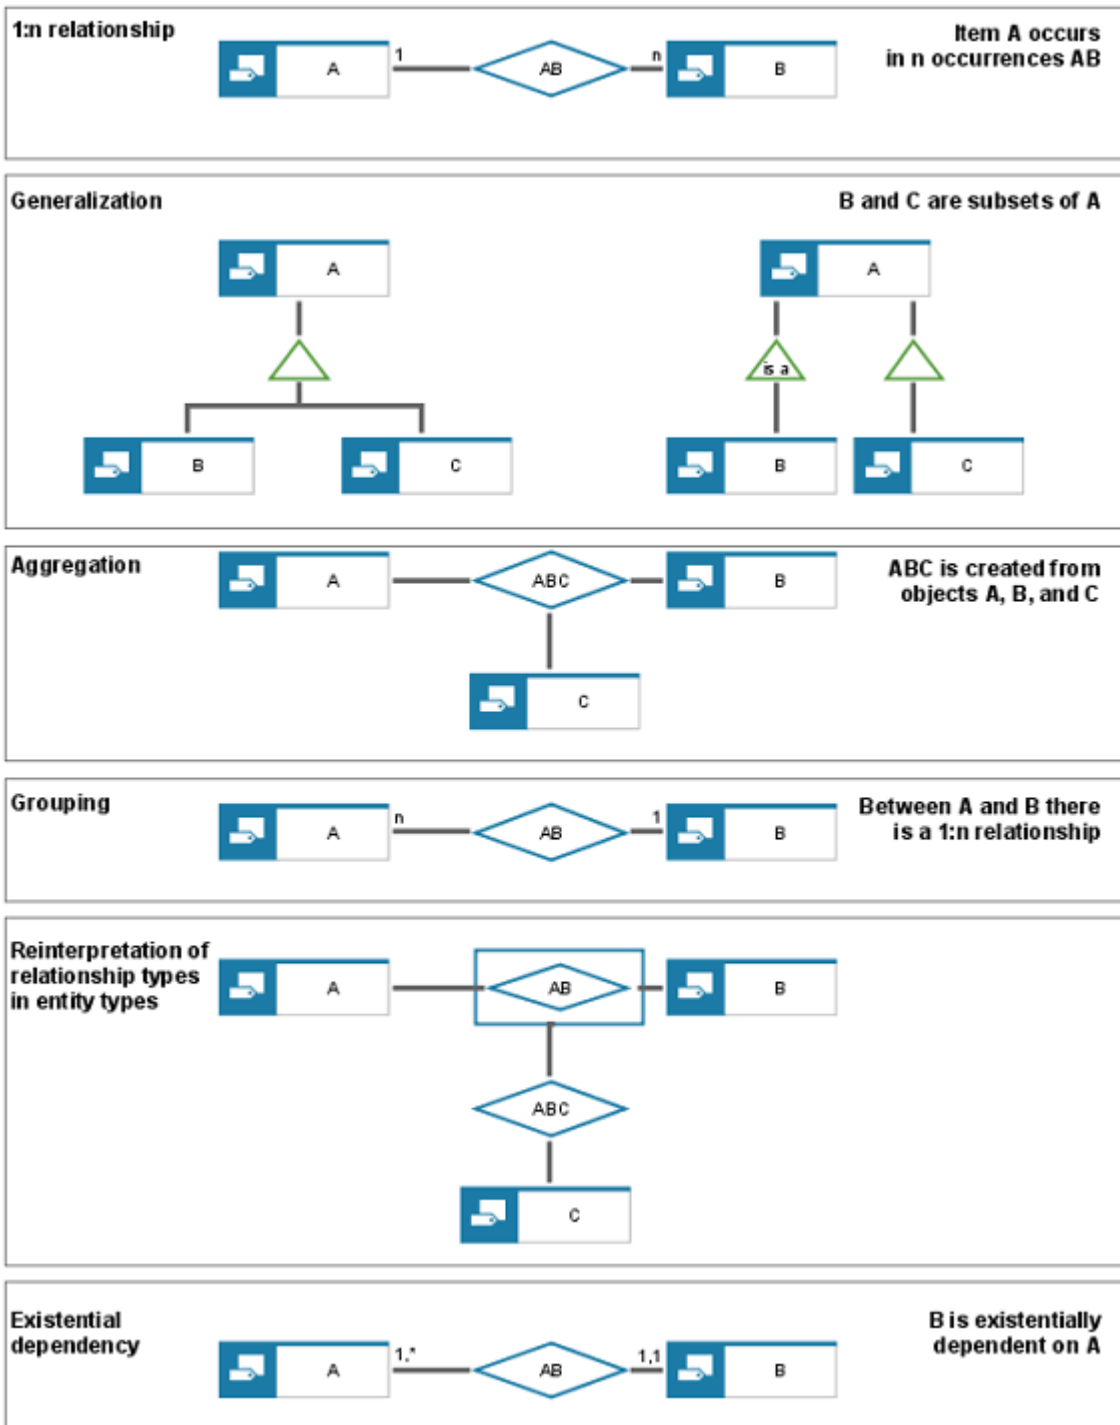 1:n relationship
Item A occurs
in n occurrences AB
A
1
AB
n
B
Generalization
B and C are subsets of A
A
A
is a
B
C
B
C
Aggregation
ABC is created from
objects A, B, and C
A
ABC
B
C
Grouping
Between A and B there
is a 1:n relationship
A
n
AB
1
B
Reinterpretation of
relationship types
in entity types
A
AB
B
ABC
C
Existential
dependency
B is existentially
dependent on A
A
1,*
AB
1,1
B